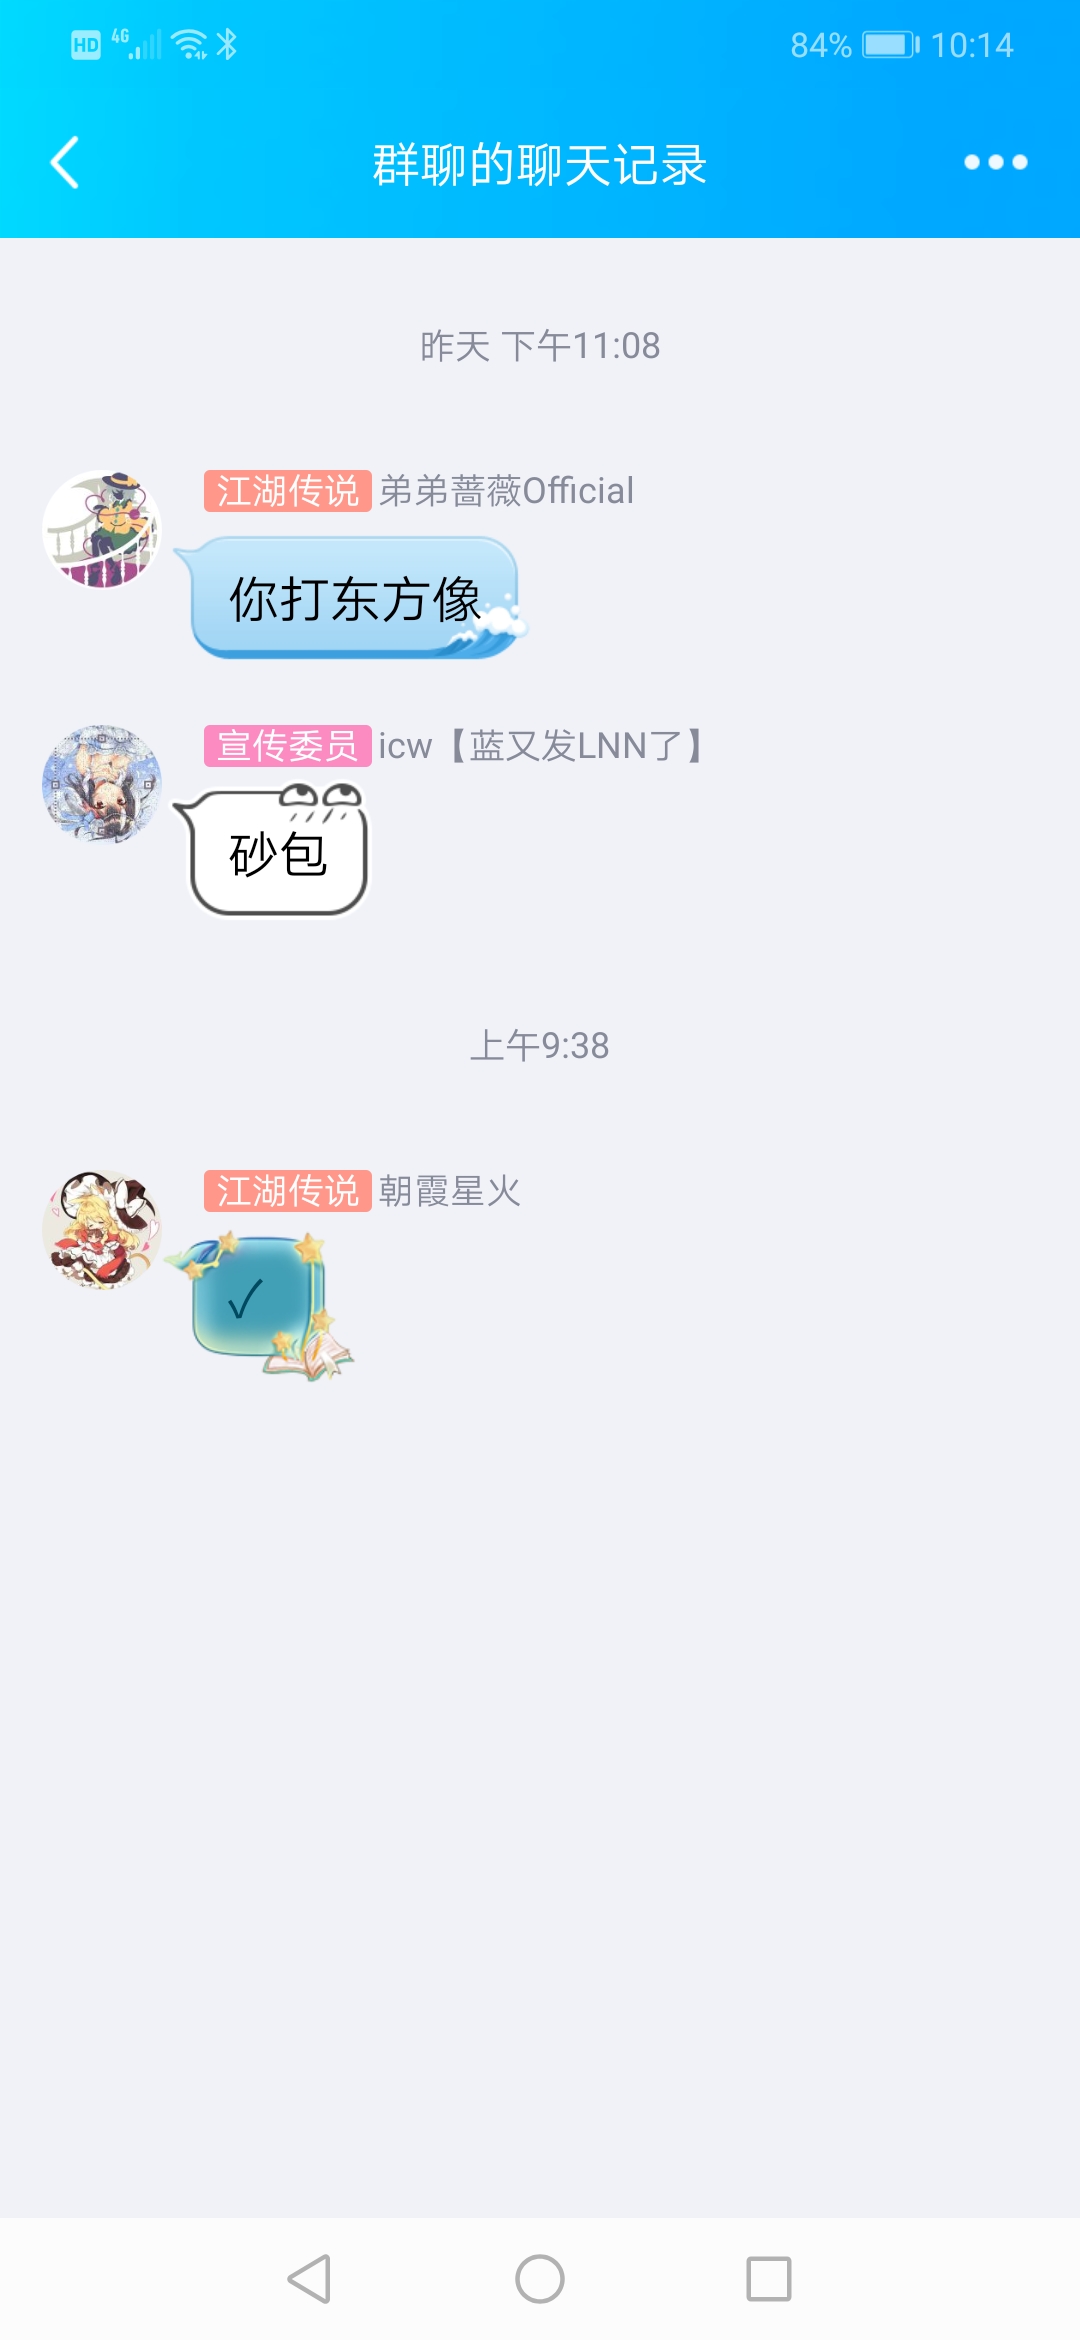 HD 4G 84% 10:14
群聊的聊天记录
昨天 下午11:08
江湖传说 弟弟蔷薇Official
你打东方像
宣传委员 icw【蓝又发LNN了】
砂包
上午9:38
江湖传说 朝霞星火
✓